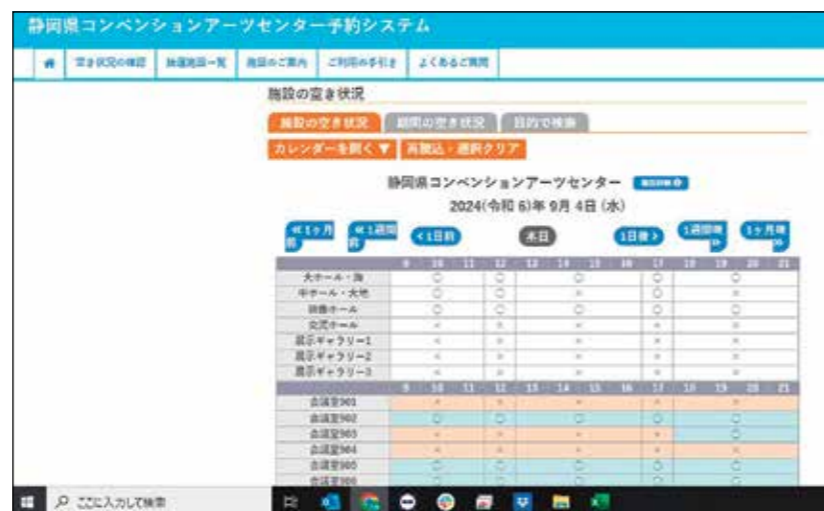 静岡県コンベンションアーツセンター予約システム
空き状況の確認 抽選施設一覧 施設のご案内 ご利用の手引き よくあるご質問
施設の空き状況
施設の空き状況 期間の空き状況 目的で検索
カレンダーを開く ▼ 再読込・選択クリア
静岡県コンベンションアーツセンター
2024(令和 6)年 9月 4日 (水)
≪1ヶ月前 ≪1週間前 <1日前 本日 1日後> 1週間後≫ 1ヶ月後≫
9 10 11 12 13 14 15 16 17 18 19 20 21
大ホール・海 ○ ○ ○ ○ ○
中ホール・大地 ○ ○ × ○ ×
○ ○ ○ ○ ○
交流ホール × × × × ×
展示ギャラリー1 × × × × ×
展示ギャラリー2 × × × × ×
展示ギャラリー3 × × × × ×
9 10 11 12 13 14 15 16 17 18 19 20 21
会議室901 × × × × ×
会議室902 ○ ○ ○ ○ ○
会議室903 × × × × ○
会議室904 × × × × ×
会議室905 ○ ○ ○ ○ ○
会議室906 ○ ○ ○ ○ ○
ここに入力して検索